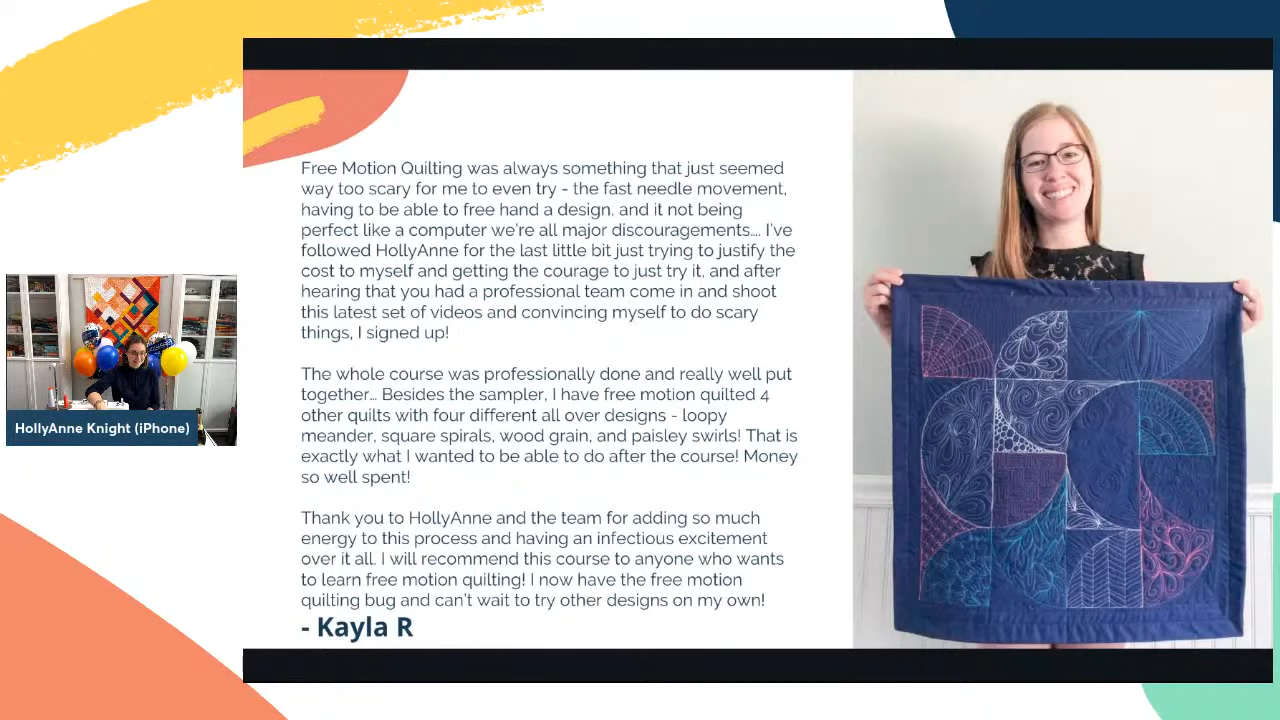 Free Motion Quilting was always something that just seemed
way too scary for me to even try - the fast needle movement,
having to be able to free hand a design, and it not being
perfect like a computer we're all major discouragements.... I've
followed HollyAnne for the last little bit just trying to justify the
cost to myself and getting the courage to just try it, and after
hearing that you had a professional team come in and shoot
this latest set of videos and convincing myself to do scary
things, I signed up!
The whole course was professionally done and really well put
together... Besides the sampler, I have free motion quilted 4
other quilts with four different all over designs - loopy
meander, square spirals, wood grain, and paisley swirls! That is
exactly what I wanted to be able to do after the course! Money
so well spent!
Thank you to HollyAnne and the team for adding so much
energy to this process and having an infectious excitement
over it all. I will recommend this course to anyone who wants
to learn free motion quilting! I now have the free motion
quilting bug and can't wait to try other designs on my own!
- Kayla R
HollyAnne Knight (iPhone)